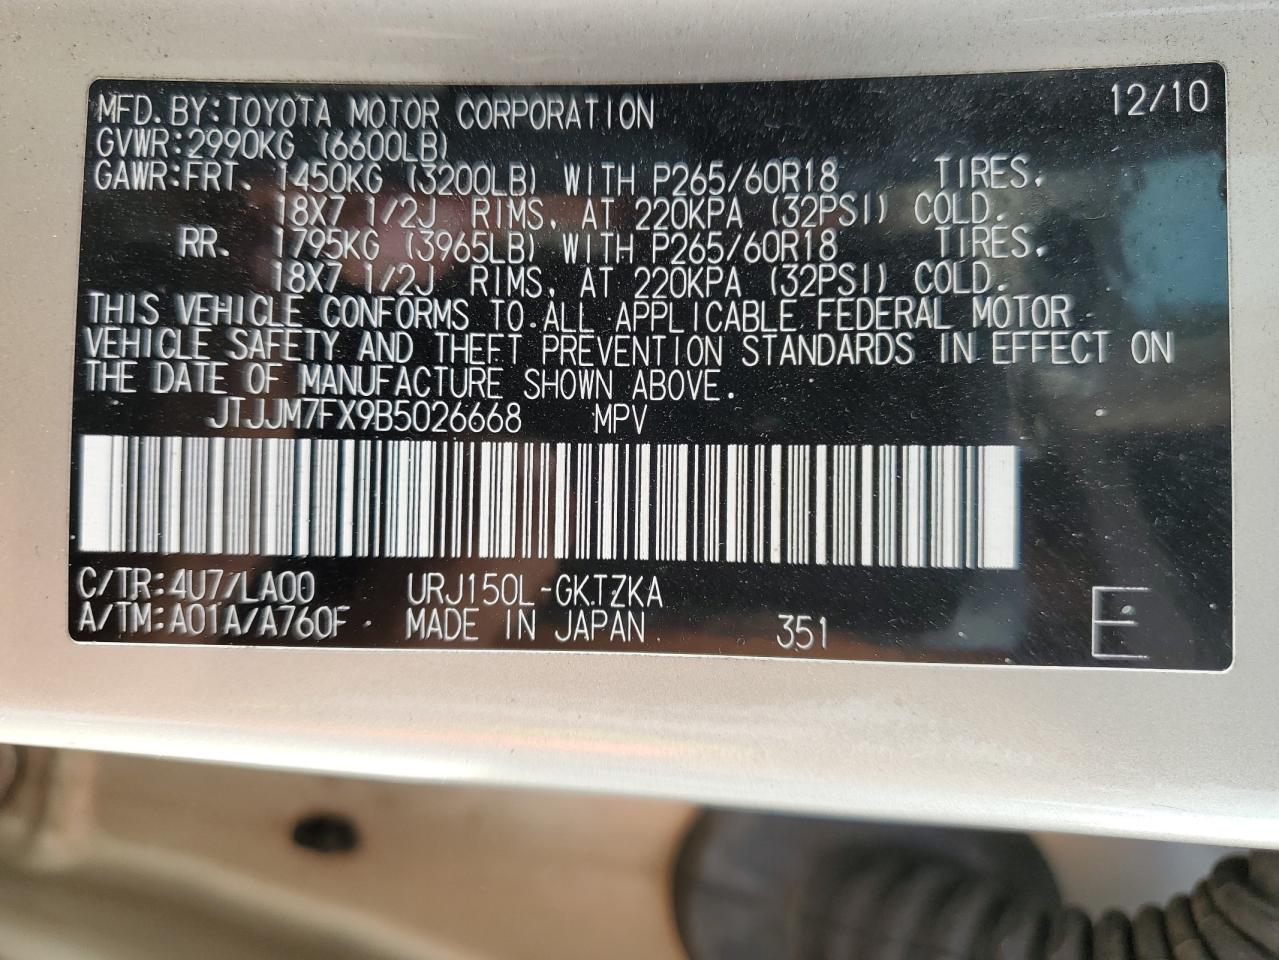 MFD. BY: TOYOTA MOTOR CORPORATION 12/10
GVWR: 2990KG (6600LB)
GAWR: FRT. 1450KG (3200LB) WITH P265/60R18 TIRES,
18X7 1/2J RIMS, AT 220KPA (32PSI) COLD.
RR. 1795KG (3965LB) WITH P265/60R18 TIRES,
18X7 1/2J RIMS, AT 220KPA (32PSI) COLD.
THIS VEHICLE CONFORMS TO ALL APPLICABLE FEDERAL MOTOR
VEHICLE SAFETY AND THEFT PREVENTION STANDARDS IN EFFECT ON
THE DATE OF MANUFACTURE SHOWN ABOVE.
JTJJM7FX9B5026668 MPV
C/TR: 4U7/LA00 URJ150L-GKTZKA
A/TM: A01A/A760F MADE IN JAPAN 351 E